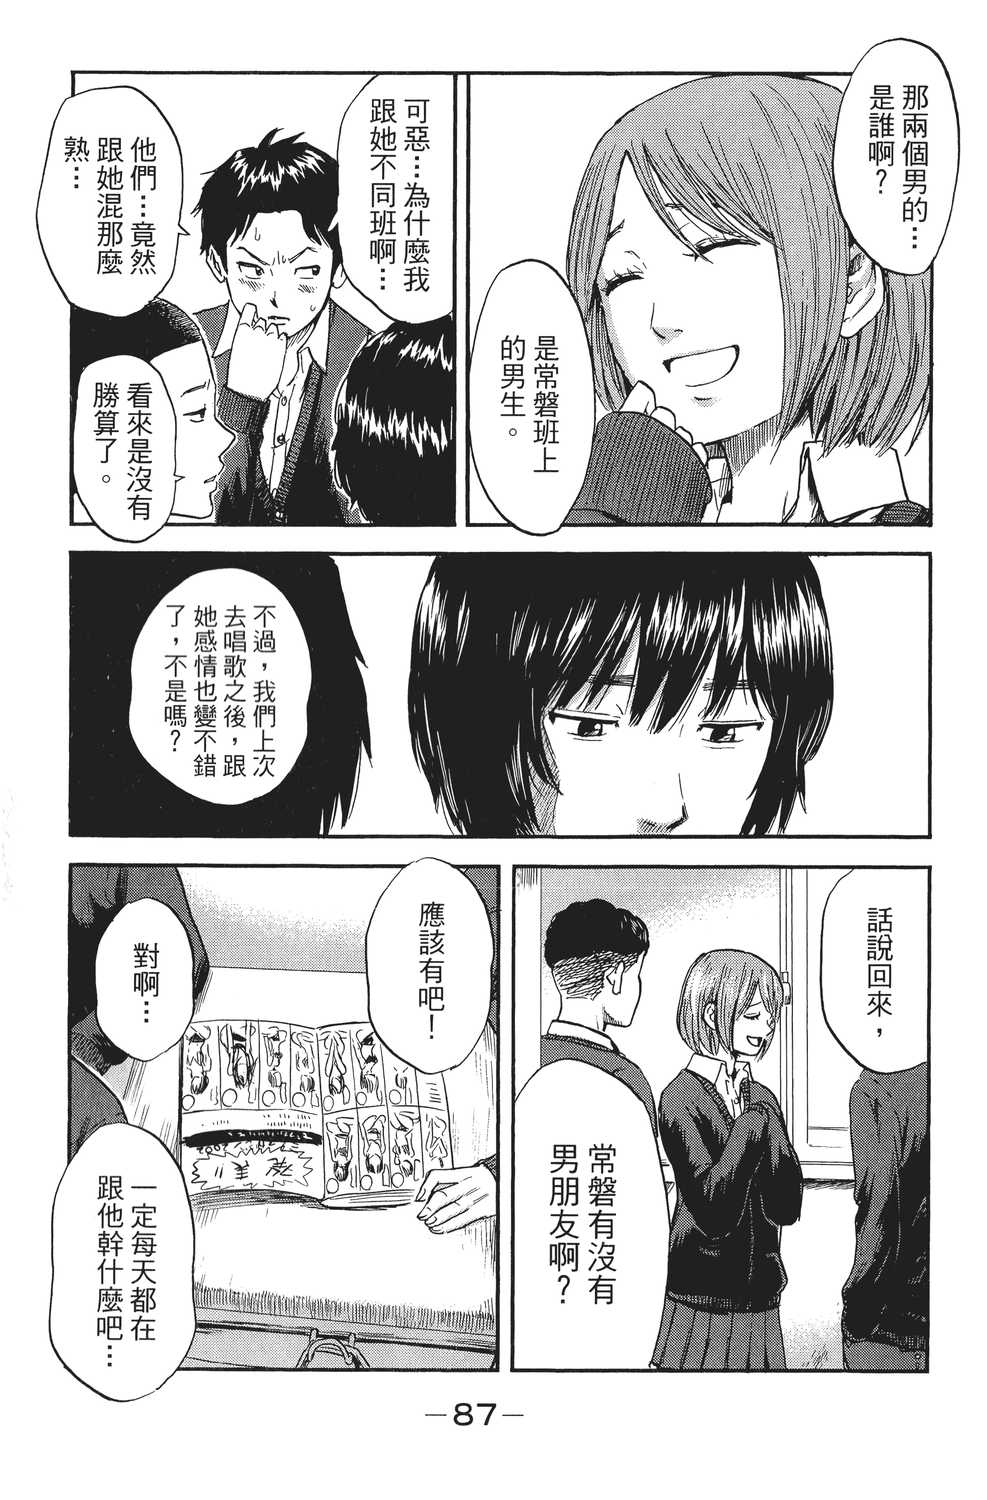 那兩個男的…
是誰啊？
是常磐班上
的男生。
可惡…為什麼我
跟她不同班啊…
他們…竟然
跟她混那麼
熟…
看來是沒有
勝算了。
不過，我們上次
去唱歌之後，跟
她感情也變不錯
了，不是嗎？
話說回來，
常磐有沒有
男朋友啊？
應該有吧！
對啊…
一定每天都在
跟他幹什麼吧…
—87—